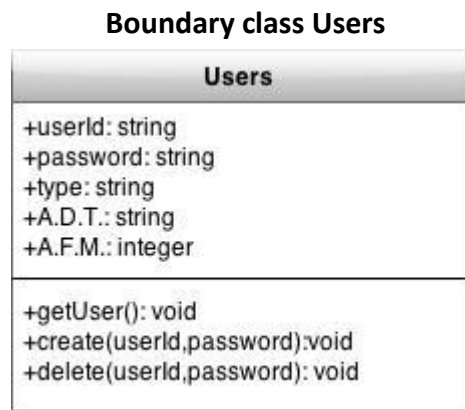 Boundary class Users
Users
+userId: string
+password: string
+type: string
+A.D.T.: string
+A.F.M.: integer
+getUser(): void
+create(userId,password):void
+delete(userId,password): void